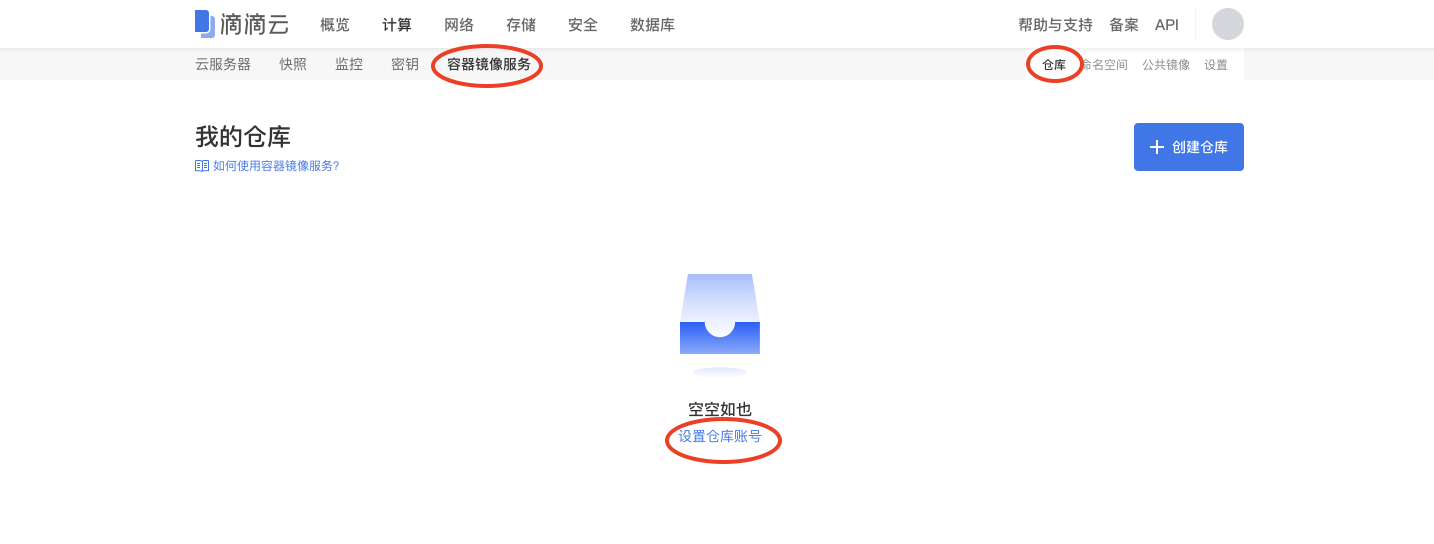 滴滴云 概览 计算 网络 存储 安全 数据库 帮助与支持 备案 API
云服务器 快照 监控 密钥 容器镜像服务 仓库 命名空间 公共镜像 设置
我的仓库
如何使用容器镜像服务?
创建仓库
空空如也
设置仓库账号